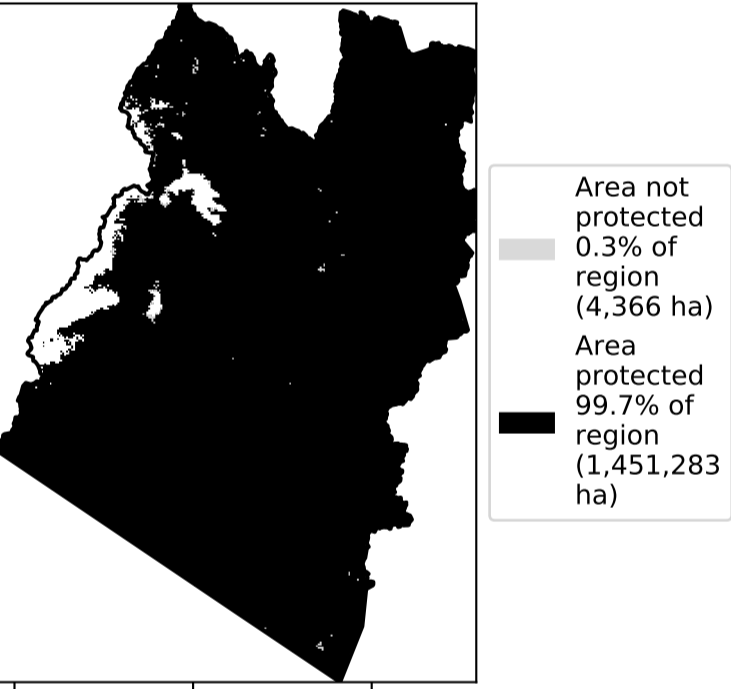 Area not
protected
0.3% of
region
(4,366 ha)
Area
protected
99.7% of
region
(1,451,283
ha)